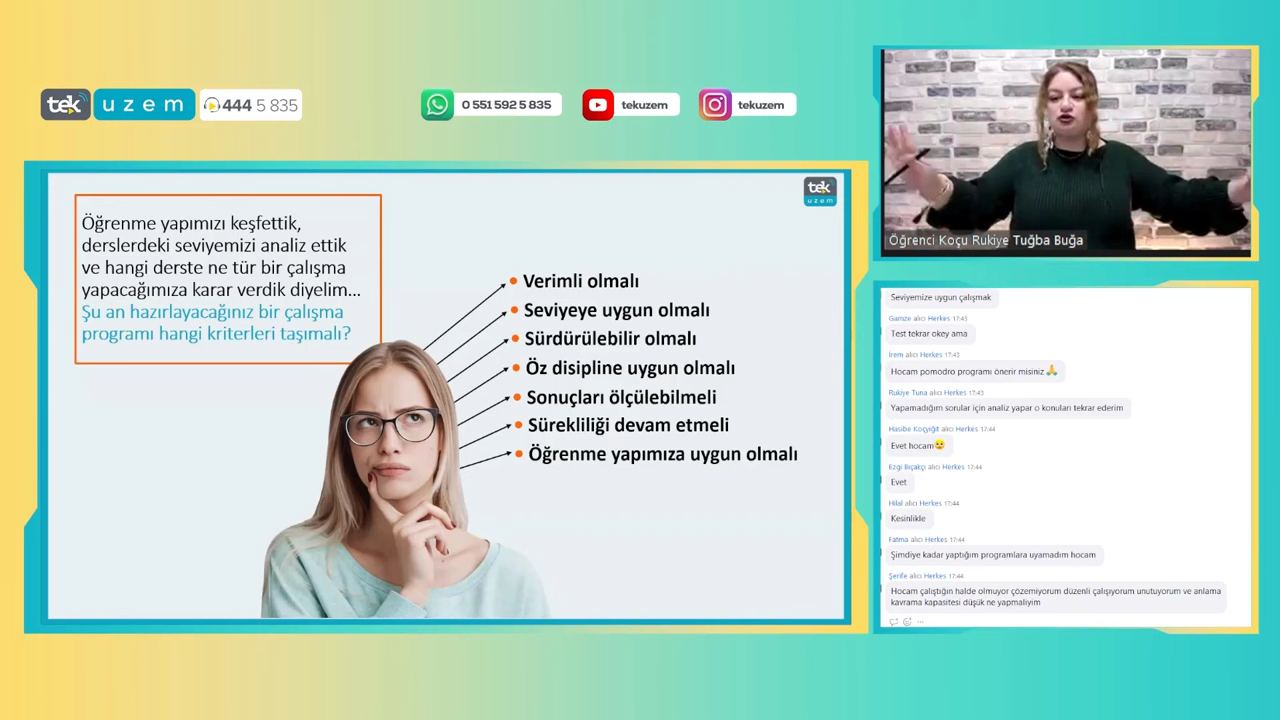 tek
uzem
444 5 835
0 551 592 5 835
tekuzem
tekuzem
tek
uzem
Öğrenme yapımızı keşfettik,
derslerdeki seviyemizi analiz ettik
ve hangi derste ne tür bir çalışma
yapacağımıza karar verdik diyelim...
Şu an hazırlayacağınız bir çalışma
programı hangi kriterleri taşımalı?
• Verimli olmalı
• Seviyeye uygun olmalı
• Sürdürülebilir olmalı
• Öz disipline uygun olmalı
• Sonuçları ölçülebilmeli
• Sürekliliği devam etmeli
• Öğrenme yapımıza uygun olmalı
Öğrenci Koçu Rukiye Tuğba Buğa
Seviyemize uygun çalışmak
Gamze alıcı Herkes 17:43
Test tekrar okey ama
İrem alıcı Herkes 17:43
Hocam pomodro programı önerir misiniz 🙏
Rukiye Tuna alıcı Herkes 17:43
Yapamadığım sorular için analiz yapar o konuları tekrar ederim
Hasibe Koçyiğit alıcı Herkes 17:44
Evet hocam🥲
Ezgi Bıçakçı alıcı Herkes 17:44
Evet
Hilal alıcı Herkes 17:44
Kesinlikle
Fatma alıcı Herkes 17:44
Şimdiye kadar yaptığım programlara uyamadım hocam
Şerife alıcı Herkes 17:44
Hocam çalıştığın halde olmuyor çözemiyorum düzenli çalışıyorum unutuyorum ve anlama
kavrama kapasitesi düşük ne yapmaliyim